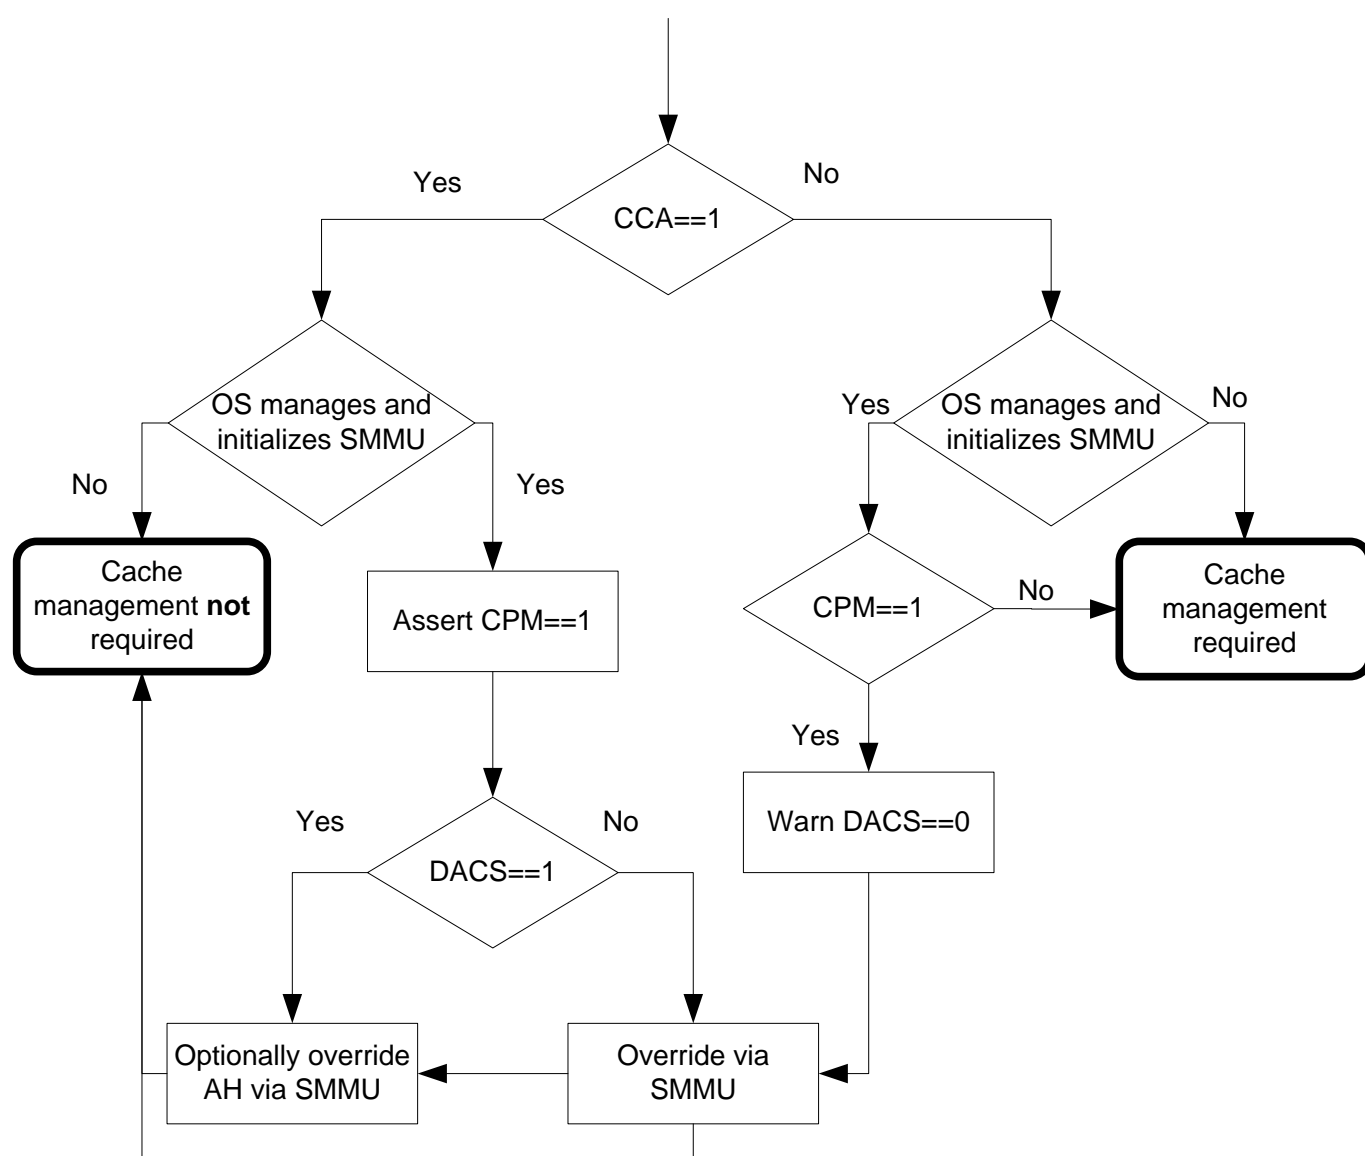 Yes
No
CCA==1
OS manages and
initializes SMMU
Yes
OS manages and
initializes SMMU
No
No
Yes
Cache
management not
required
Assert CPM==1
CPM==1
No
Cache
management
required
Yes
Yes
No
Warn DACS==0
DACS==1
Optionally override
AH via SMMU
Override via
SMMU